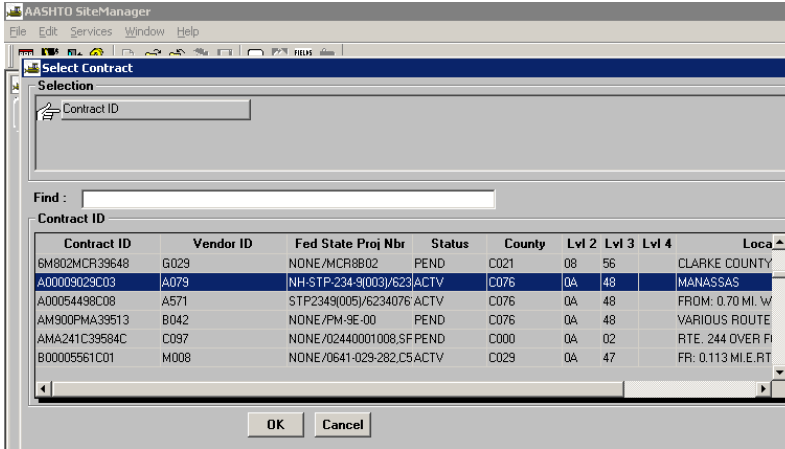 AASHTO SiteManager
File Edit Services Window Help
FIELDS
Select Contract
Selection
Contract ID
Find :
Contract ID
Contract ID Vendor ID Fed State Proj Nbr Status County Lvl 2 Lvl 3 Lvl 4 Loca
6M802MCR39648 G029 NONE/MCR8B02 PEND C021 08 56 CLARKE COUNTY
A00009029C03 A079 NH-STP-234-9(003)/623 ACTV C076 0A 48 MANASSAS
A00054498C08 A571 STP2349(005)/6234076 ACTV C076 0A 48 FROM: 0.70 MI. W
AM900PMA39513 B042 NONE/PM-9E-00 PEND C076 0A 48 VARIOUS ROUTE
AMA241C39584C C097 NONE/02440001008,SF PEND C000 0A 02 RTE. 244 OVER
B00005561C01 M008 NONE/0641-029-282,C5 ACTV C029 0A 47 FR: 0.113 MI.E.RT
OK Cancel